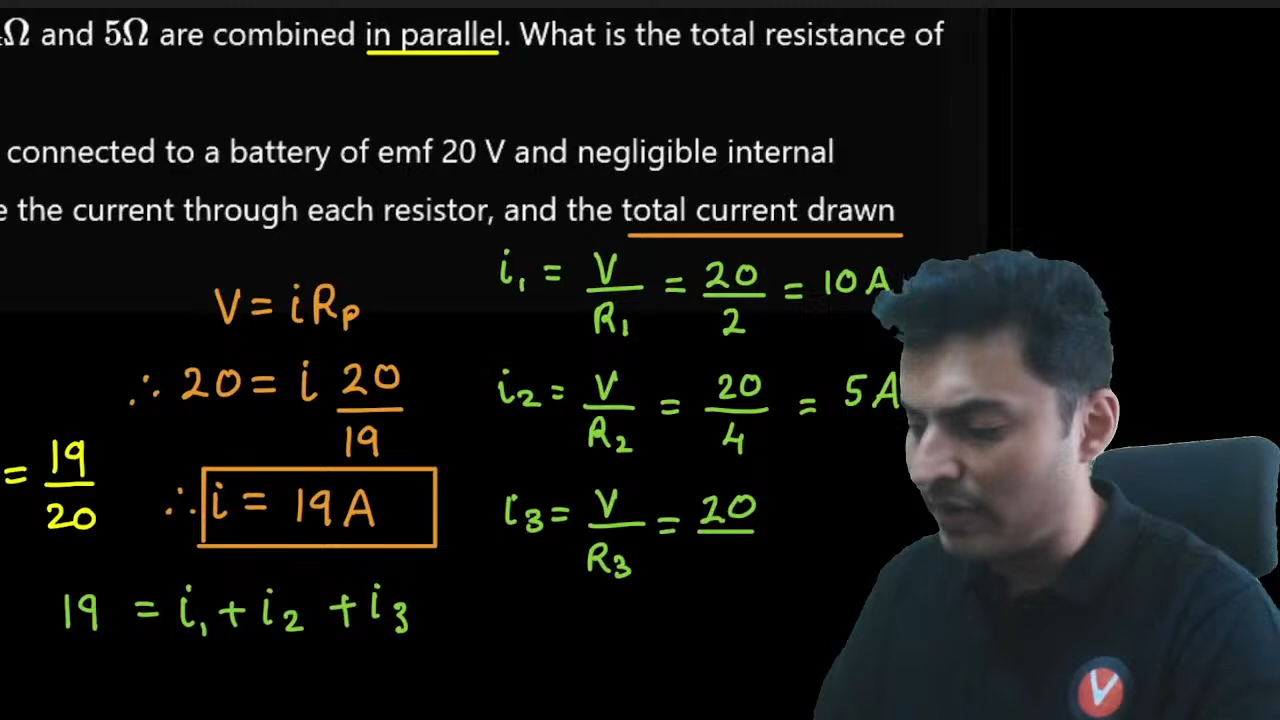 Ω and 5Ω are combined in parallel. What is the total resistance of
connected to a battery of emf 20 V and negligible internal
e the current through each resistor, and the total current drawn
V = i Rp
∴ 20 = i 20/19
= 19/20
∴ i = 19 A
19 = i₁ + i₂ + i₃
i₁ = V/R₁ = 20/2 = 10 A
i₂ = V/R₂ = 20/4 = 5 A
i₃ = V/R₃ = 20
V